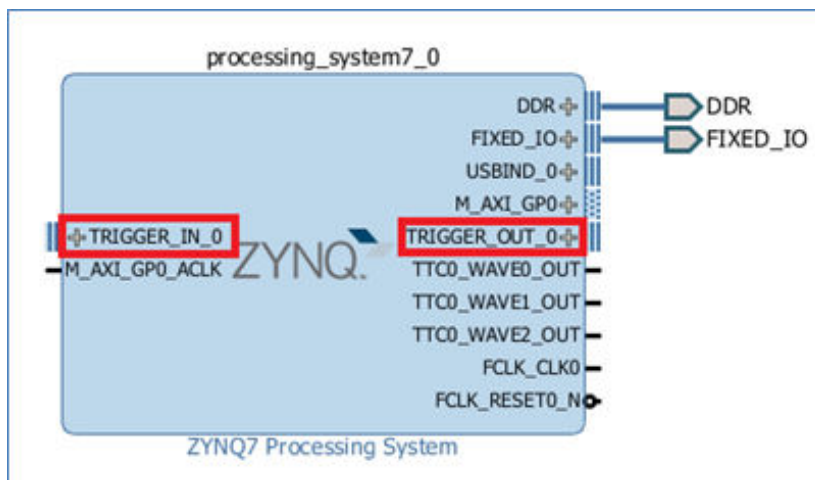 processing_system7_0
DDR
DDR
FIXED_IO
FIXED_IO
USBIND_0
M_AXI_GP0
TRIGGER_IN_0
TRIGGER_OUT_0
M_AXI_GP0_ACLK
ZYNQ.
TTC0_WAVE0_OUT
TTC0_WAVE1_OUT
TTC0_WAVE2_OUT
FCLK_CLK0
FCLK_RESET0_N
ZYNQ7 Processing System